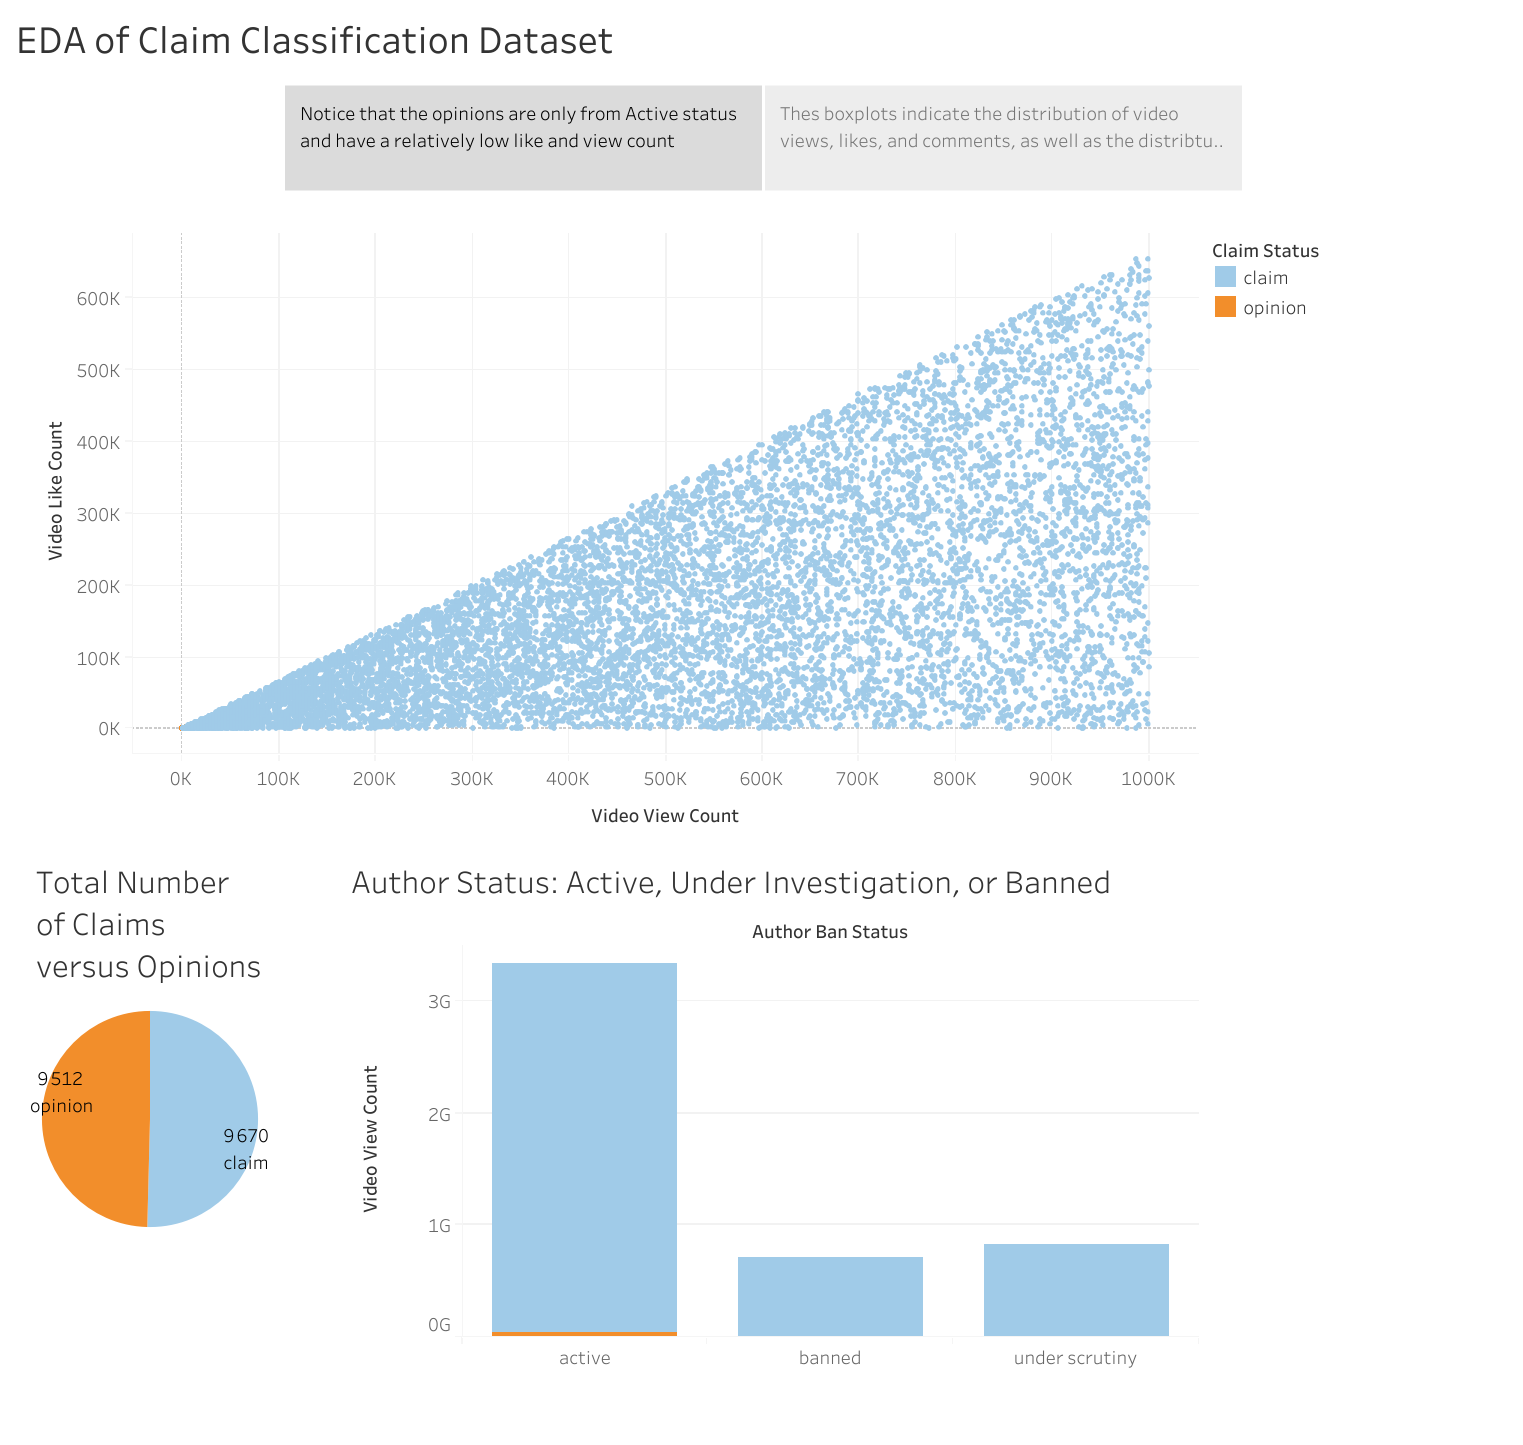 EDA of Claim Classification Dataset
Notice that the opinions are only from Active status
and have a relatively low like and view count
Thes boxplots indicate the distribution of video
views, likes, and comments, as well as the distribtu..
Claim Status
claim
opinion
Video Like Count
600K
500K
400K
300K
200K
100K
0K
0K 100K 200K 300K 400K 500K 600K 700K 800K 900K 1000K
Video View Count
Total Number
of Claims
versus Opinions
9 512
opinion
9 670
claim
Author Status: Active, Under Investigation, or Banned
Author Ban Status
Video View Count
3G
2G
1G
0G
active banned under scrutiny